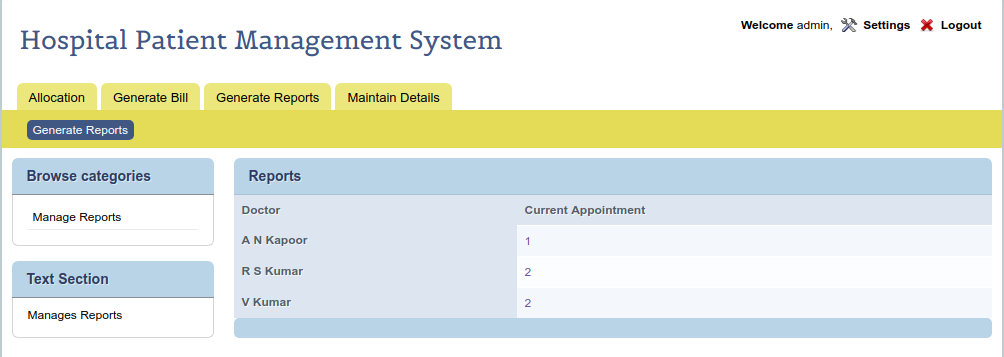 Welcome admin, Settings Logout
Hospital Patient Management System
Allocation Generate Bill Generate Reports Maintain Details
Generate Reports
Browse categories
Manage Reports
Text Section
Manages Reports
Reports
Doctor Current Appointment
A N Kapoor 1
R S Kumar 2
V Kumar 2